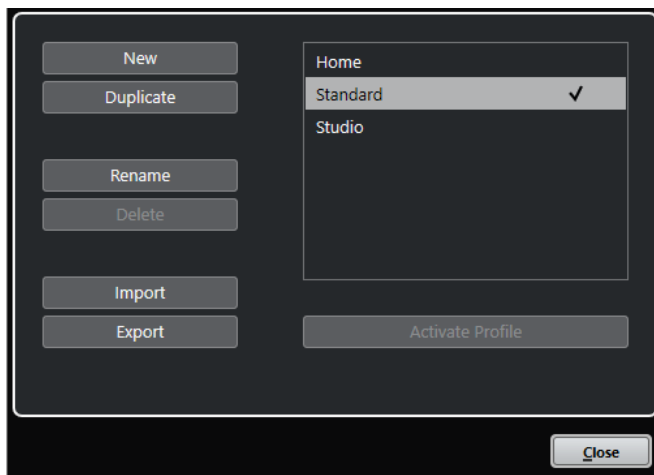 New
Duplicate
Rename
Delete
Import
Export
Home
Standard
Studio
Activate Profile
Close